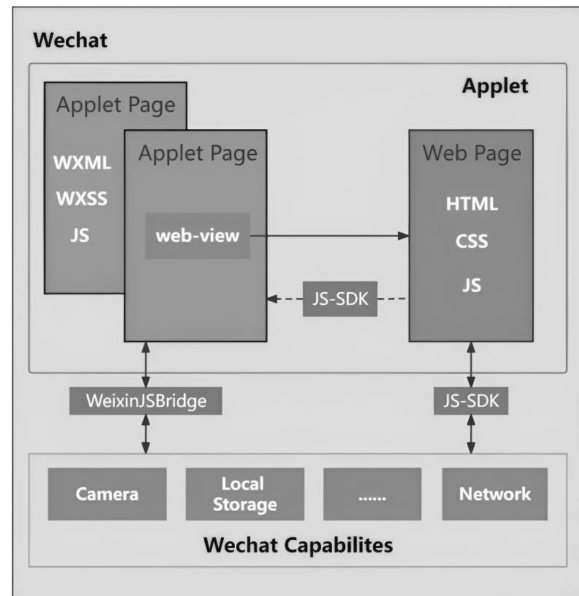 Wechat
Applet
Applet Page
WXML
WXSS
JS
Applet Page
web-view
Web Page
HTML
CSS
JS
JS-SDK
WeixinJSBridge
JS-SDK
Camera
Local
Storage
......
Network
Wechat Capabilites